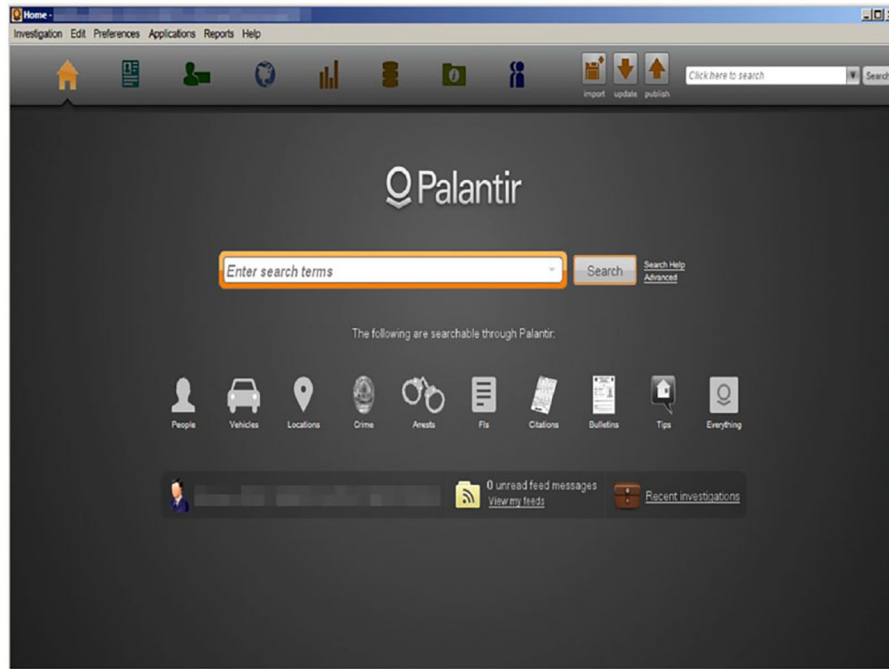 Home -
Investigation Edit Preferences Applications Reports Help
import update publish
Click here to search
Search
Palantir
Enter search terms
Search
Search Help
Advanced
The following are searchable through Palantir:
People Vehicles Locations Crime Arrests FIs Citations Bulletins Tips Everything
0 unread feed messages
View my feeds
Recent investigations